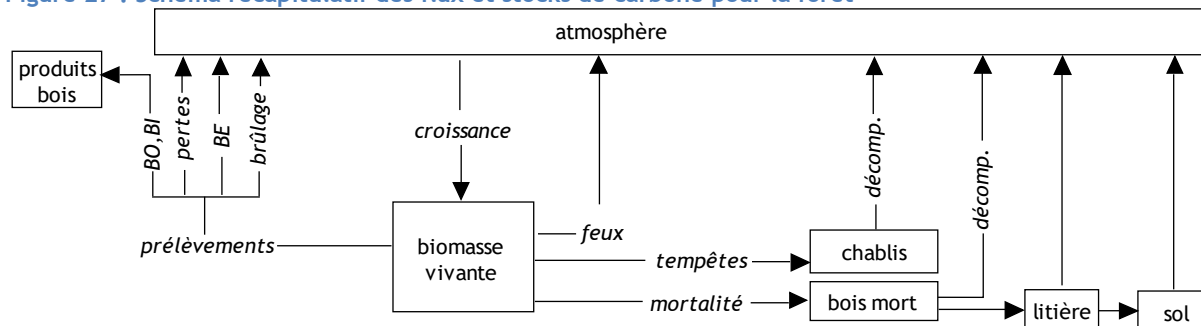 Figure 27 : Schéma récapitulatif des flux et stocks de carbone pour la forêt
atmosphère
produits
bois
BO,BI
pertes
BE
brûlage
croissance
décomp.
décomp.
prélèvements
biomasse
vivante
feux
tempêtes
chablis
mortalité
bois mort
litière
sol